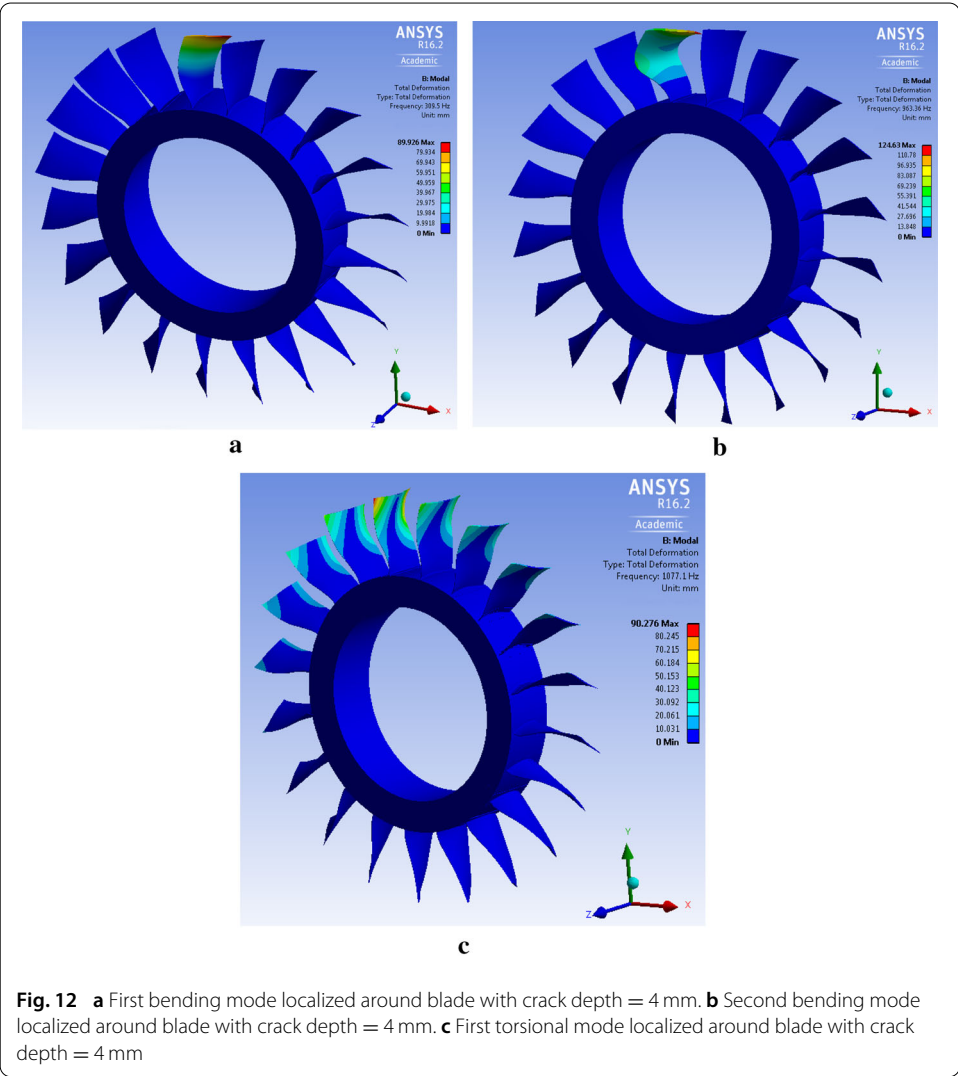 ANSYS
R16.2
Academic
B: Modal
Total Deformation
Type: Total Deformation
Frequency: 309.5 Hz
Unit: mm
89.926 Max
79.934
69.943
59.951
49.959
39.967
29.975
19.984
9.9918
0 Min
Y
X
Z
a
ANSYS
R16.2
Academic
B: Modal
Total Deformation
Type: Total Deformation
Frequency: 963.36 Hz
Unit: mm
124.63 Max
110.78
96.935
83.087
69.239
55.391
41.544
27.696
13.848
0 Min
Y
X
Z
b
ANSYS
R16.2
Academic
B: Modal
Total Deformation
Type: Total Deformation
Frequency: 1077.1 Hz
Unit: mm
90.276 Max
80.245
70.215
60.184
50.153
40.123
30.092
20.061
10.031
0 Min
Y
X
Z
c
Fig. 12 a First bending mode localized around blade with crack depth = 4 mm. b Second bending mode
localized around blade with crack depth = 4 mm. c First torsional mode localized around blade with crack
depth = 4 mm